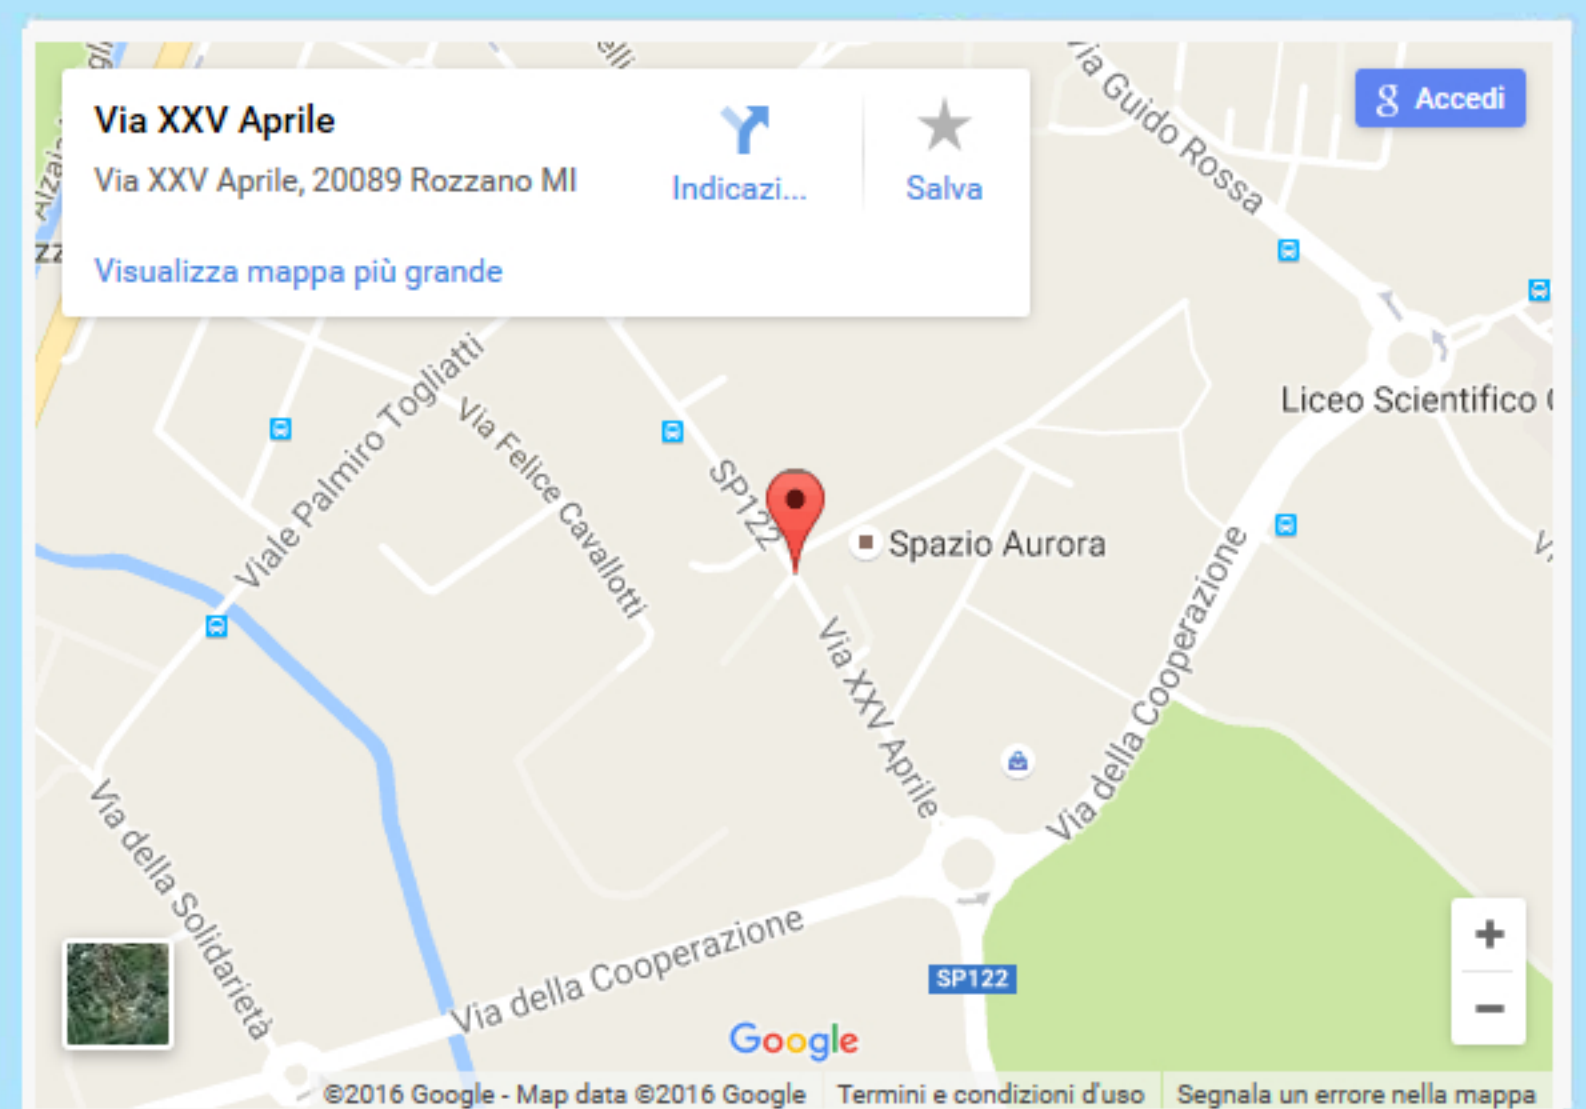 Via XXV Aprile
Via XXV Aprile, 20089 Rozzano MI
Visualizza mappa più grande
Indicazi...
Salva
g Accedi
elli
Via Guido Rossa
Liceo Scientifico
Viale Palmiro Togliatti
Via Felice Cavallotti
SP122
Spazio Aurora
Via XXV Aprile
Via della Cooperazione
Via della Solidarietà
Via della Cooperazione
SP122
+
−
Google
©2016 Google - Map data ©2016 Google
Termini e condizioni d'uso
Segnala un errore nella mappa